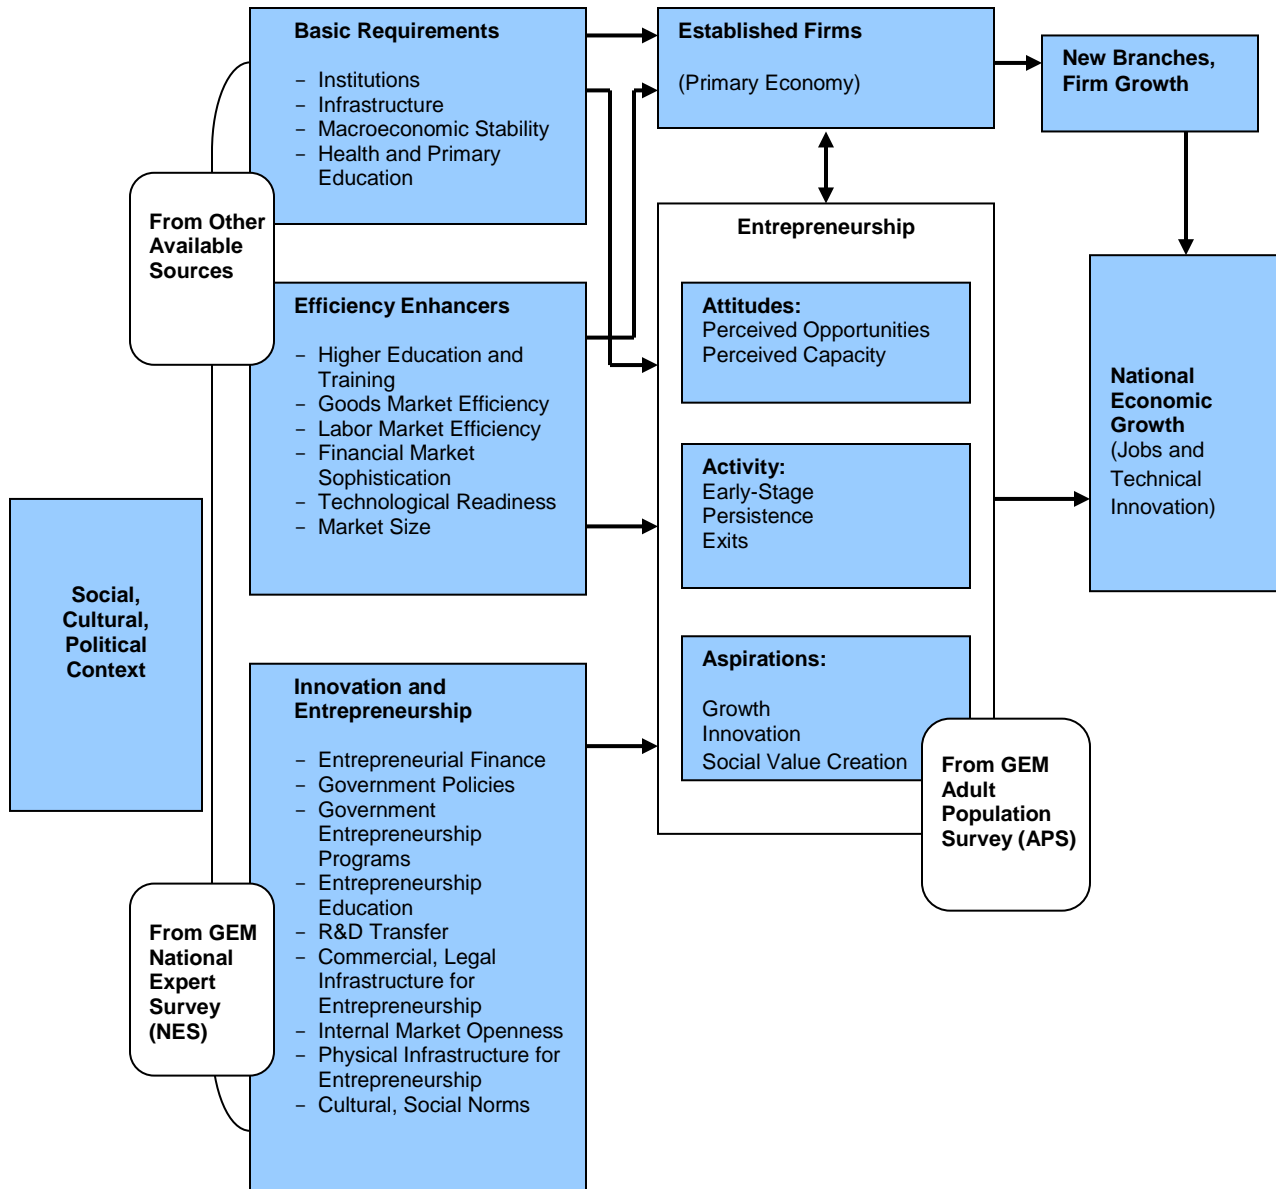 Basic Requirements
– Institutions
– Infrastructure
– Macroeconomic Stability
– Health and Primary
Education
Established Firms
(Primary Economy)
New Branches,
Firm Growth
From Other
Available
Sources
Efficiency Enhancers
– Higher Education and
Training
– Goods Market Efficiency
– Labor Market Efficiency
– Financial Market
Sophistication
– Technological Readiness
– Market Size
Entrepreneurship
Attitudes:
Perceived Opportunities
Perceived Capacity
Activity:
Early-Stage
Persistence
Exits
Aspirations:
Growth
Innovation
Social Value Creation
National
Economic
Growth
(Jobs and
Technical
Innovation)
Social,
Cultural,
Political
Context
Innovation and
Entrepreneurship
– Entrepreneurial Finance
– Government Policies
– Government
Entrepreneurship
Programs
– Entrepreneurship
Education
– R&D Transfer
– Commercial, Legal
Infrastructure for
Entrepreneurship
– Internal Market Openness
– Physical Infrastructure for
Entrepreneurship
– Cultural, Social Norms
From GEM
National
Expert
Survey
(NES)
From GEM
Adult
Population
Survey (APS)